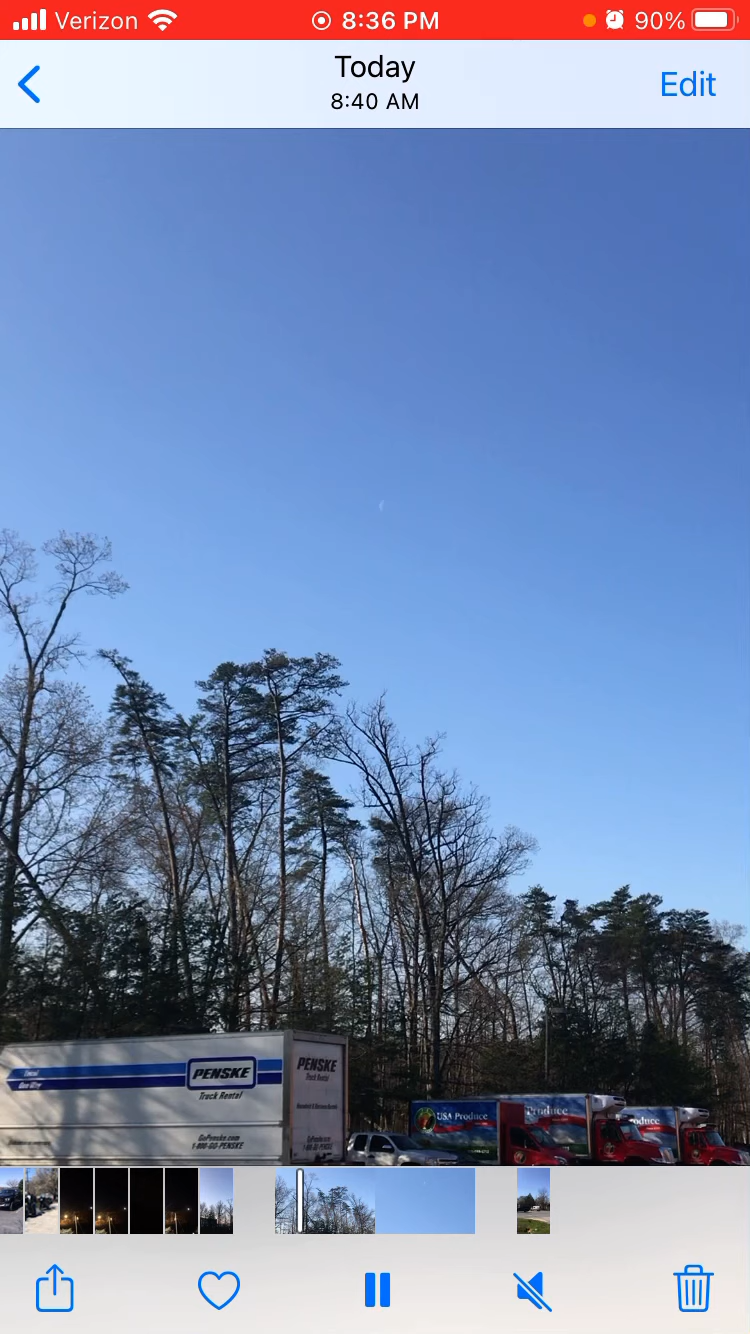 Verizon 8:36 PM 90%
Today
8:40 AM
Edit
PENSKE
Truck Rental
GoPenske.com
1-800-GO-PENSKE
PENSKE
Truck Rental
USA Produce
Produce
oduce